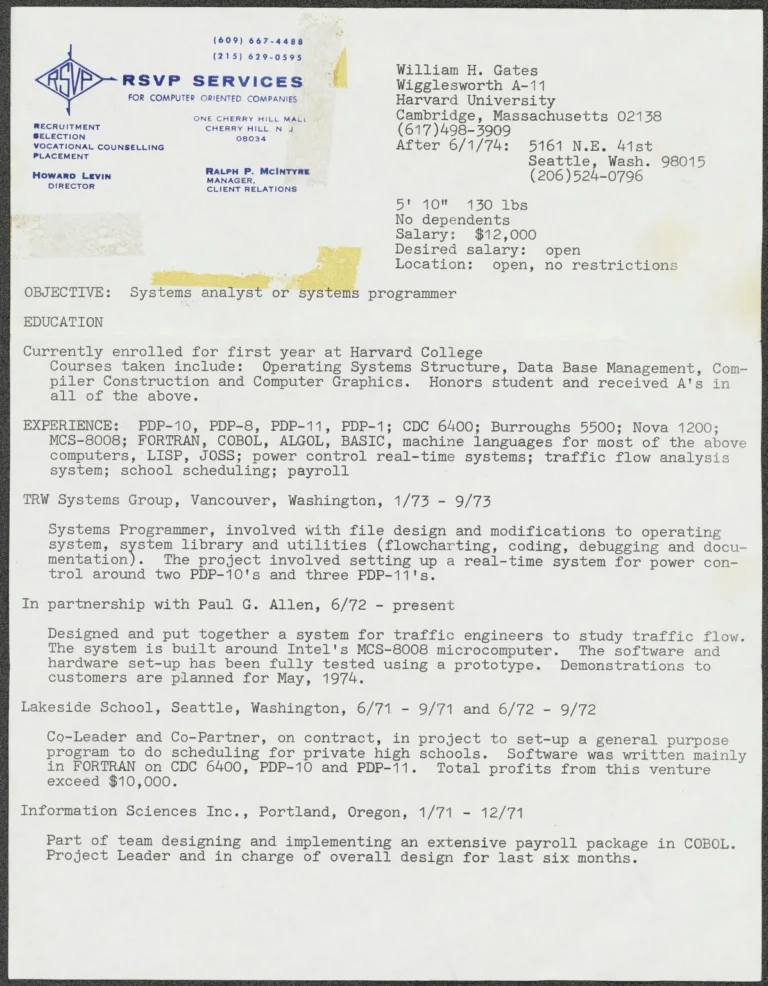 (609) 667-4488
(215) 629-0595
RSVP
RSVP SERVICES
FOR COMPUTER ORIENTED COMPANIES
ONE CHERRY HILL MALL
CHERRY HILL, N. J.
08034
RECRUITMENT
SELECTION
VOCATIONAL COUNSELLING
PLACEMENT
HOWARD LEVIN
DIRECTOR
RALPH P. McINTYRE
MANAGER,
CLIENT RELATIONS
William H. Gates
Wigglesworth A-11
Harvard University
Cambridge, Massachusetts 02138
(617)498-3909
After 6/1/74:  5161 N.E. 41st
Seattle, Wash. 98015
(206)524-0796
5' 10"  130 lbs
No dependents
Salary:  $12,000
Desired salary:  open
Location:  open, no restrictions
OBJECTIVE:  Systems analyst or systems programmer
EDUCATION
Currently enrolled for first year at Harvard College
Courses taken include:  Operating Systems Structure, Data Base Management, Com-
piler Construction and Computer Graphics.  Honors student and received A's in
all of the above.
EXPERIENCE:  PDP-10, PDP-8, PDP-11, PDP-1; CDC 6400; Burroughs 5500; Nova 1200;
MCS-8008; FORTRAN, COBOL, ALGOL, BASIC, machine languages for most of the above
computers, LISP, JOSS; power control real-time systems; traffic flow analysis
system; school scheduling; payroll
TRW Systems Group, Vancouver, Washington, 1/73 - 9/73
Systems Programmer, involved with file design and modifications to operating
system, system library and utilities (flowcharting, coding, debugging and docu-
mentation).  The project involved setting up a real-time system for power con-
trol around two PDP-10's and three PDP-11's.
In partnership with Paul G. Allen, 6/72 - present
Designed and put together a system for traffic engineers to study traffic flow.
The system is built around Intel's MCS-8008 microcomputer.  The software and
hardware set-up has been fully tested using a prototype.  Demonstrations to
customers are planned for May, 1974.
Lakeside School, Seattle, Washington, 6/71 - 9/71 and 6/72 - 9/72
Co-Leader and Co-Partner, on contract, in project to set-up a general purpose
program to do scheduling for private high schools.  Software was written mainly
in FORTRAN on CDC 6400, PDP-10 and PDP-11.  Total profits from this venture
exceed $10,000.
Information Sciences Inc., Portland, Oregon, 1/71 - 12/71
Part of team designing and implementing an extensive payroll package in COBOL.
Project Leader and in charge of overall design for last six months.